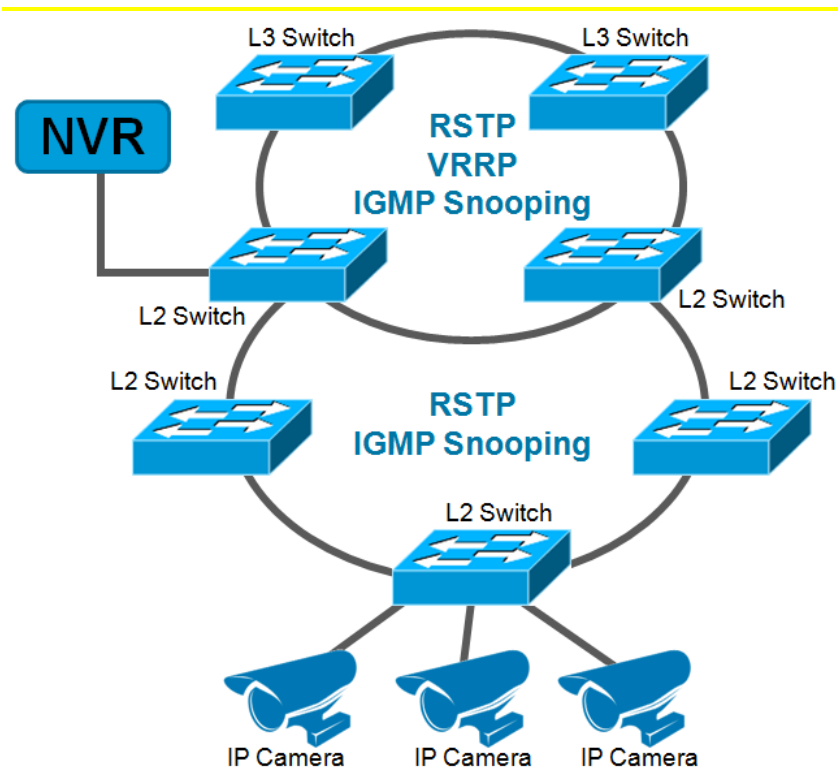 L3 Switch
L3 Switch
NVR
RSTP
VRRP
IGMP Snooping
L2 Switch
L2 Switch
L2 Switch
L2 Switch
RSTP
IGMP Snooping
L2 Switch
IP Camera
IP Camera
IP Camera